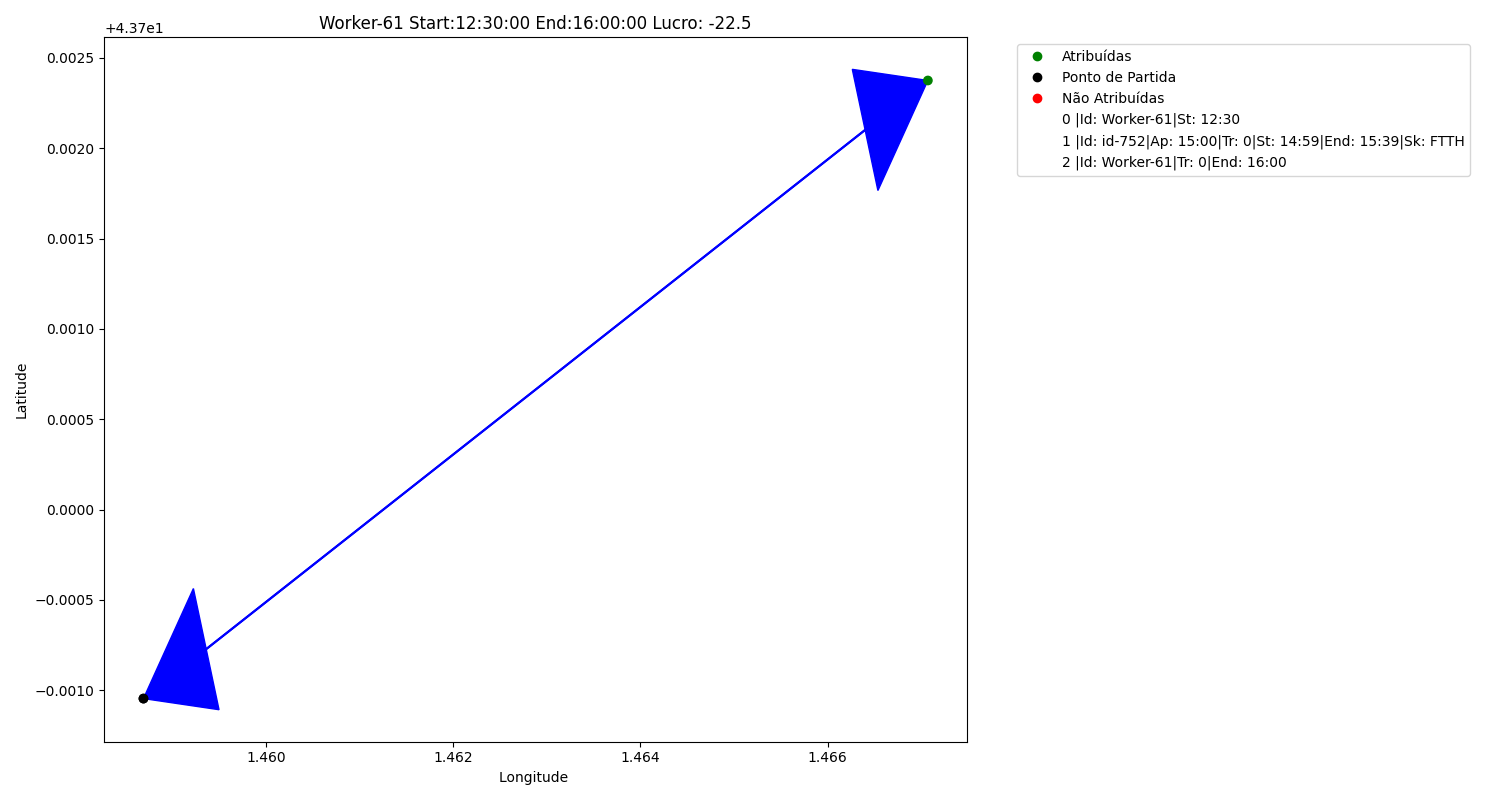 Worker-61 Start:12:30:00 End:16:00:00 Lucro: -22.5
+4.37e1
0.0025
0.0020
0.0015
0.0010
0.0005
0.0000
−0.0005
−0.0010
Latitude
1.460
1.462
1.464
1.466
Longitude
Atribuídas
Ponto de Partida
Não Atribuídas
0 |Id: Worker-61|St: 12:30
1 |Id: id-752|Ap: 15:00|Tr: 0|St: 14:59|End: 15:39|Sk: FTTH
2 |Id: Worker-61|Tr: 0|End: 16:00